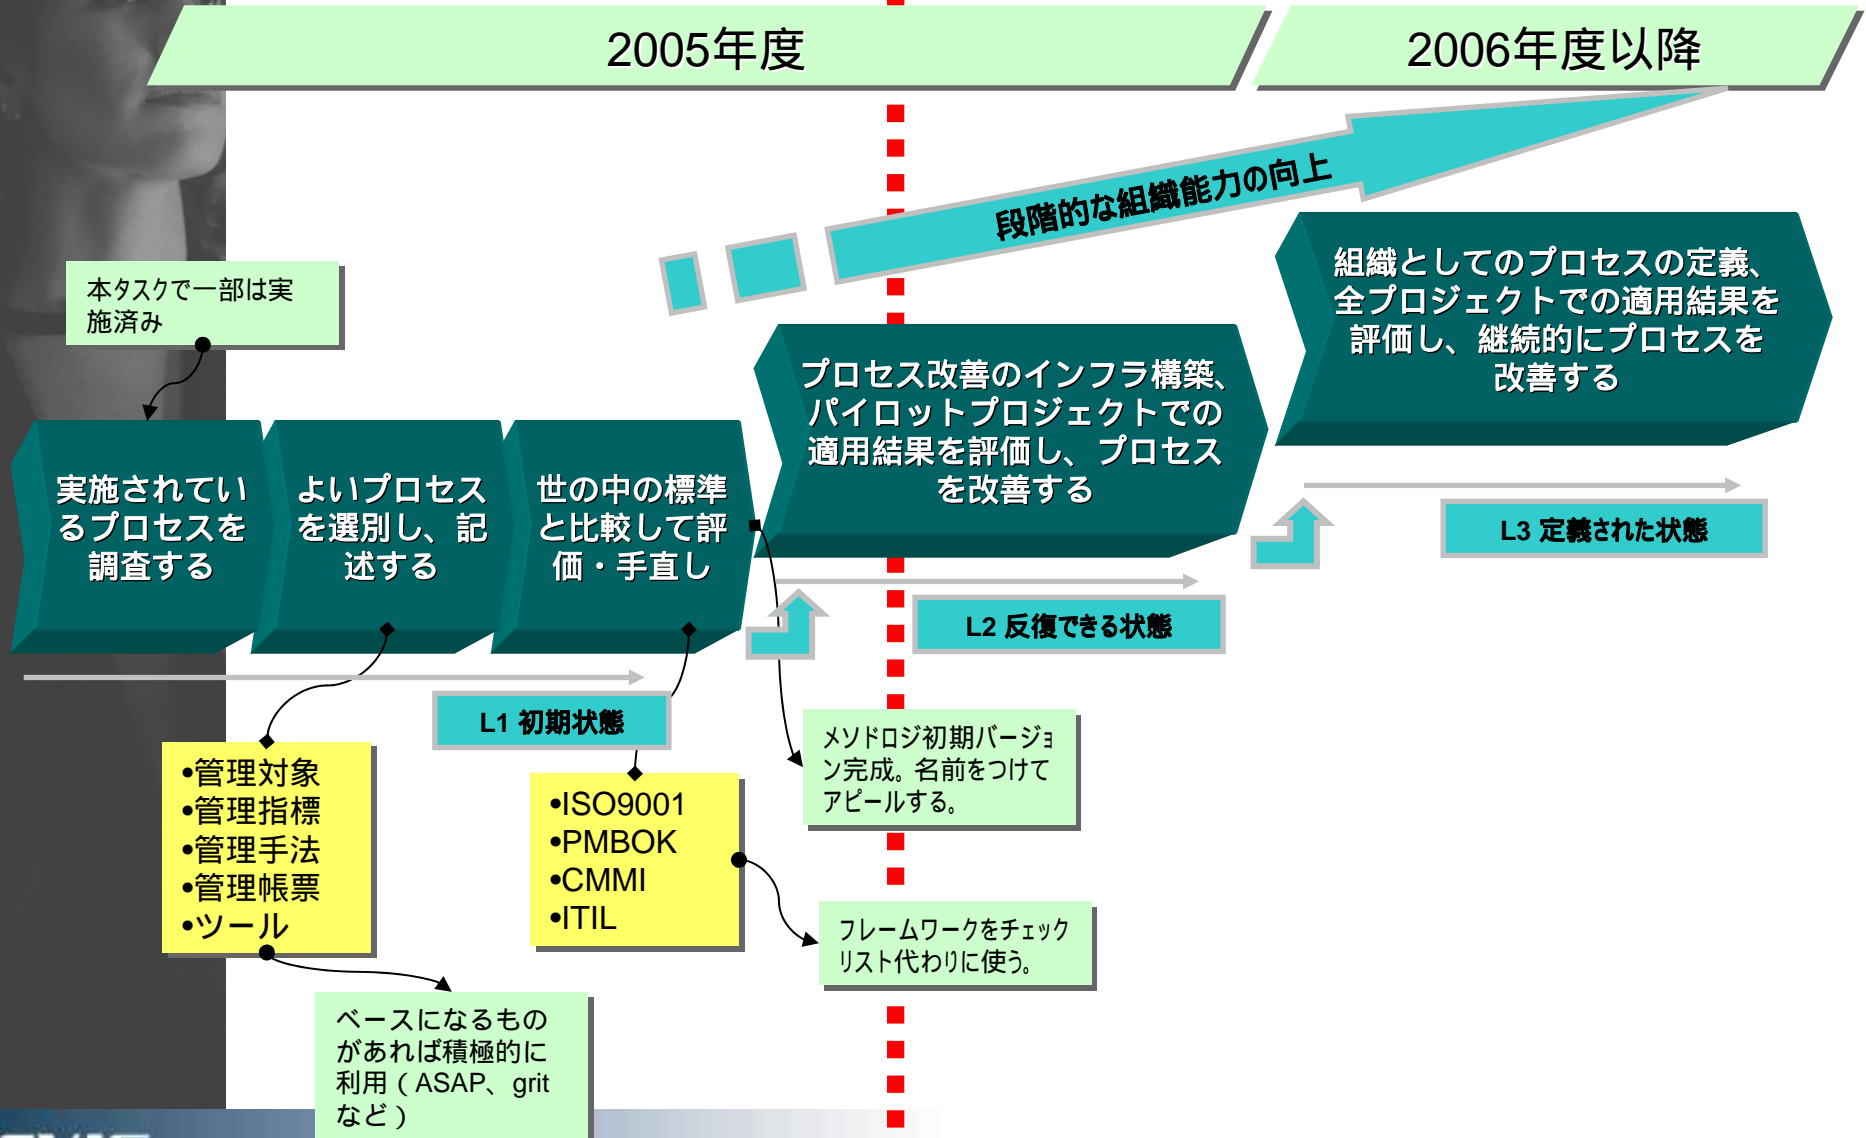 2005年度
2006年度以降
段階的な組織能力の向上
本タスクで一部は実
施済み
組織としてのプロセスの定義、
全プロジェクトでの適用結果を
評価し、継続的にプロセスを
改善する
プロセス改善のインフラ構築、
パイロットプロジェクトでの
適用結果を評価し、プロセス
を改善する
実施されてい
るプロセスを
調査する
よいプロセス
を選別し、記
述する
世の中の標準
と比較して評
価・手直し
L3 定義された状態
L2 反復できる状態
L1 初期状態
•管理対象
•管理指標
•管理手法
•管理帳票
•ツール
•ISO9001
•PMBOK
•CMMI
•ITIL
メソドロジ初期バージョ
ン完成。名前をつけて
アピールする。
フレームワークをチェック
リスト代わりに使う。
ベースになるもの
があれば積極的に
利用（ASAP、grit
など）